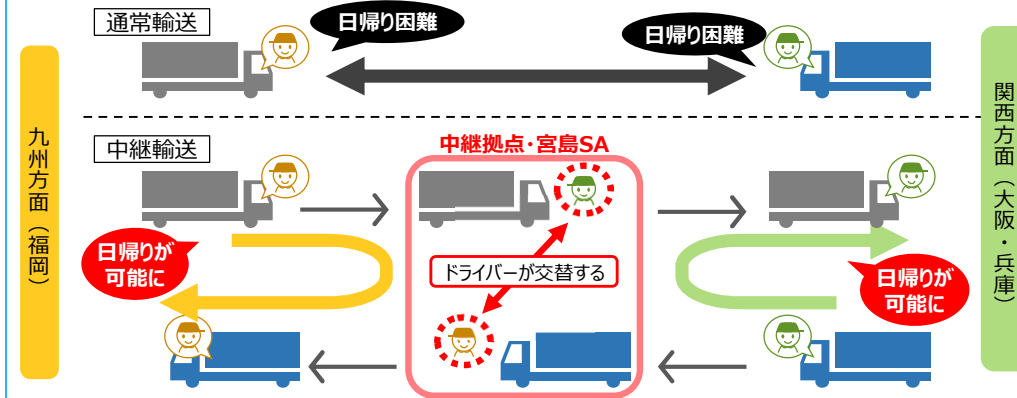 通常輸送
日帰り困難
日帰り困難
九州方面（福岡）
関西方面（大阪・兵庫）
中継輸送
中継拠点・宮島SA
日帰りが
可能に
ドライバーが交替する
日帰りが
可能に